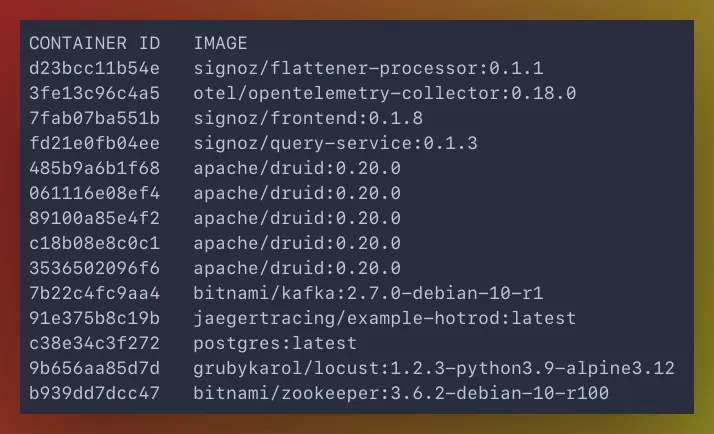 CONTAINER ID   IMAGE
d23bcc11b54e   signoz/flattener-processor:0.1.1
3fe13c96c4a5   otel/opentelemetry-collector:0.18.0
7fab07ba551b   signoz/frontend:0.1.8
fd21e0fb04ee   signoz/query-service:0.1.3
485b9a6b1f68   apache/druid:0.20.0
061116e08ef4   apache/druid:0.20.0
89100a85e4f2   apache/druid:0.20.0
c18b08e8c0c1   apache/druid:0.20.0
3536502096f6   apache/druid:0.20.0
7b22c4fc9aa4   bitnami/kafka:2.7.0-debian-10-r1
91e375b8c19b   jaegertracing/example-hotrod:latest
c38e34c3f272   postgres:latest
9b656aa85d7d   grubykarol/locust:1.2.3-python3.9-alpine3.12
b939dd7dcc47   bitnami/zookeeper:3.6.2-debian-10-r100